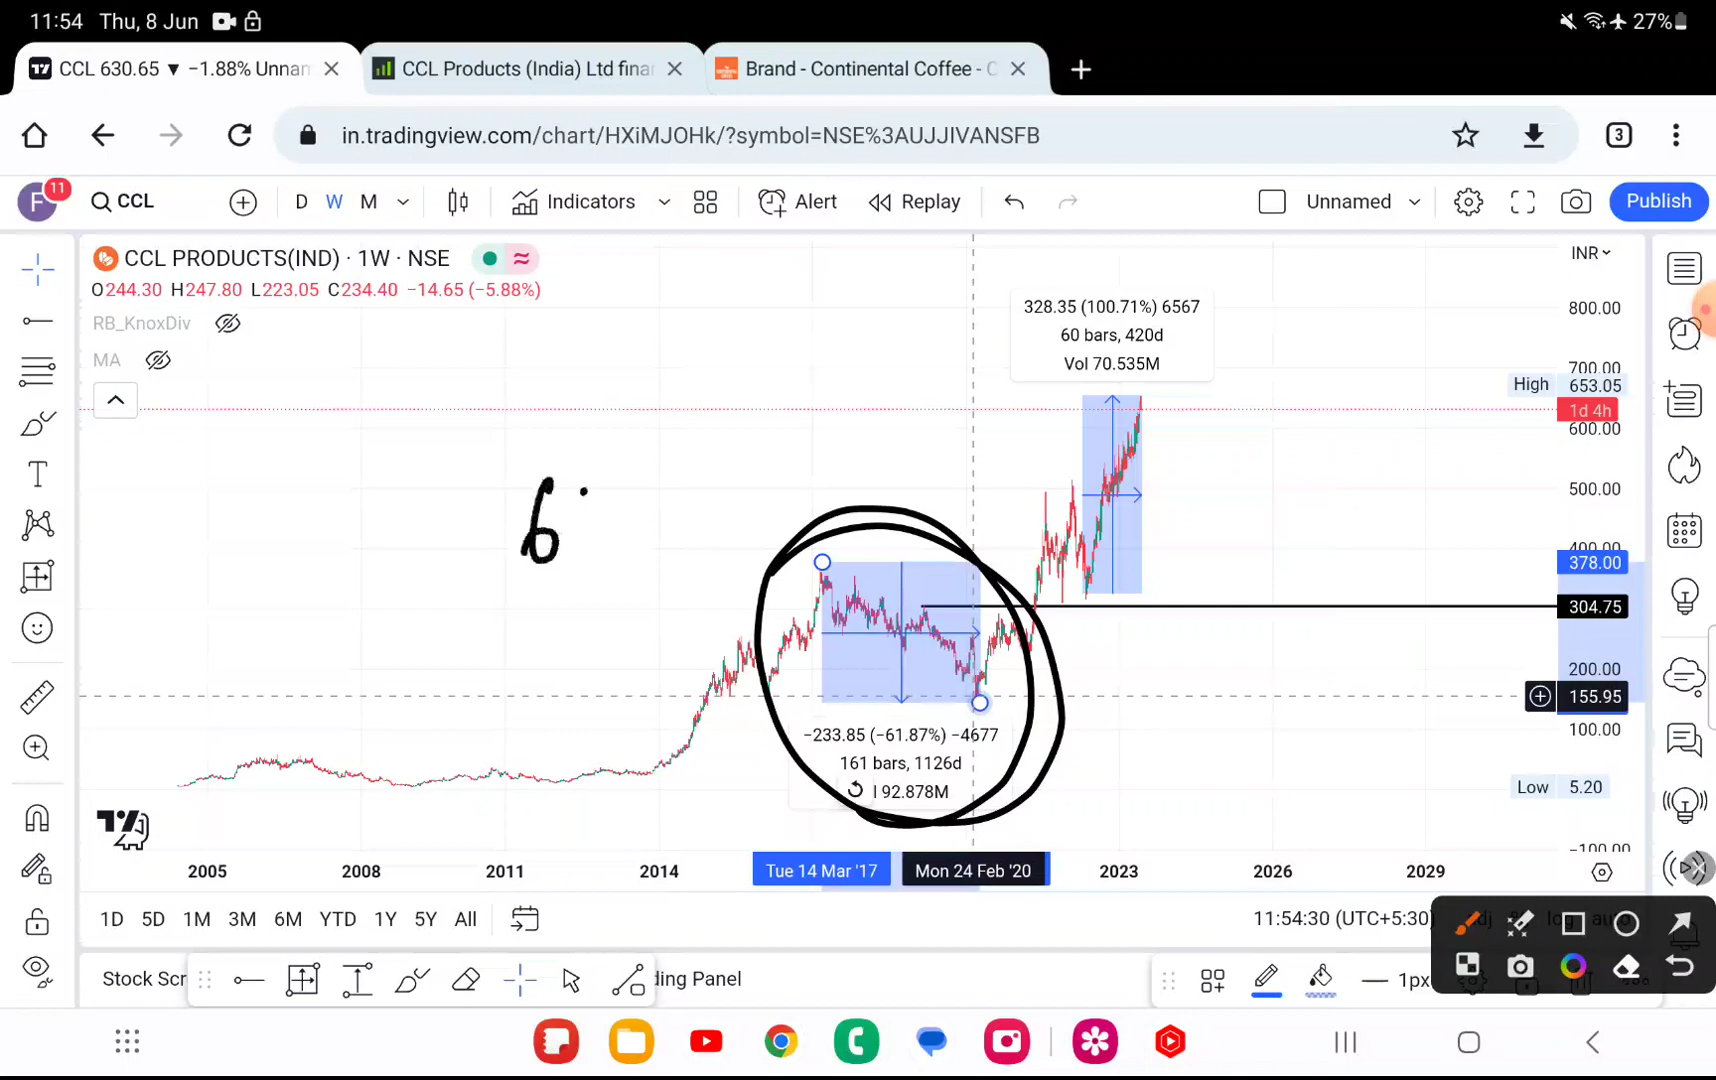 11:54 Thu, 8 Jun 27%
CCL 630.65 ▼ −1.88% Unnam
CCL Products (India) Ltd finan
Brand - Continental Coffee - C
in.tradingview.com/chart/HXiMJOHk/?symbol=NSE%3AUJJIVANSFB
3
F 11 CCL D W M Indicators Alert Replay Unnamed Publish
CCL PRODUCTS(IND) · 1W · NSE
INR
O244.30 H247.80 L223.05 C234.40 −14.65 (−5.88%)
RB_KnoxDiv
MA
328.35 (100.71%) 6567
60 bars, 420d
Vol 70.535M
800.00
700.00
High 653.05
1d 4h
600.00
500.00
400.00
378.00
304.75
200.00
155.95
100.00
Low 5.20
−100.00
6
−233.85 (−61.87%) −4677
161 bars, 1126d
92.878M
2005 2008 2011 2014 Tue 14 Mar '17 Mon 24 Feb '20 2023 2026 2029
1D 5D 1M 3M 6M YTD 1Y 5Y All
11:54:30 (UTC+5:30)
Stock Scr
ding Panel
1px